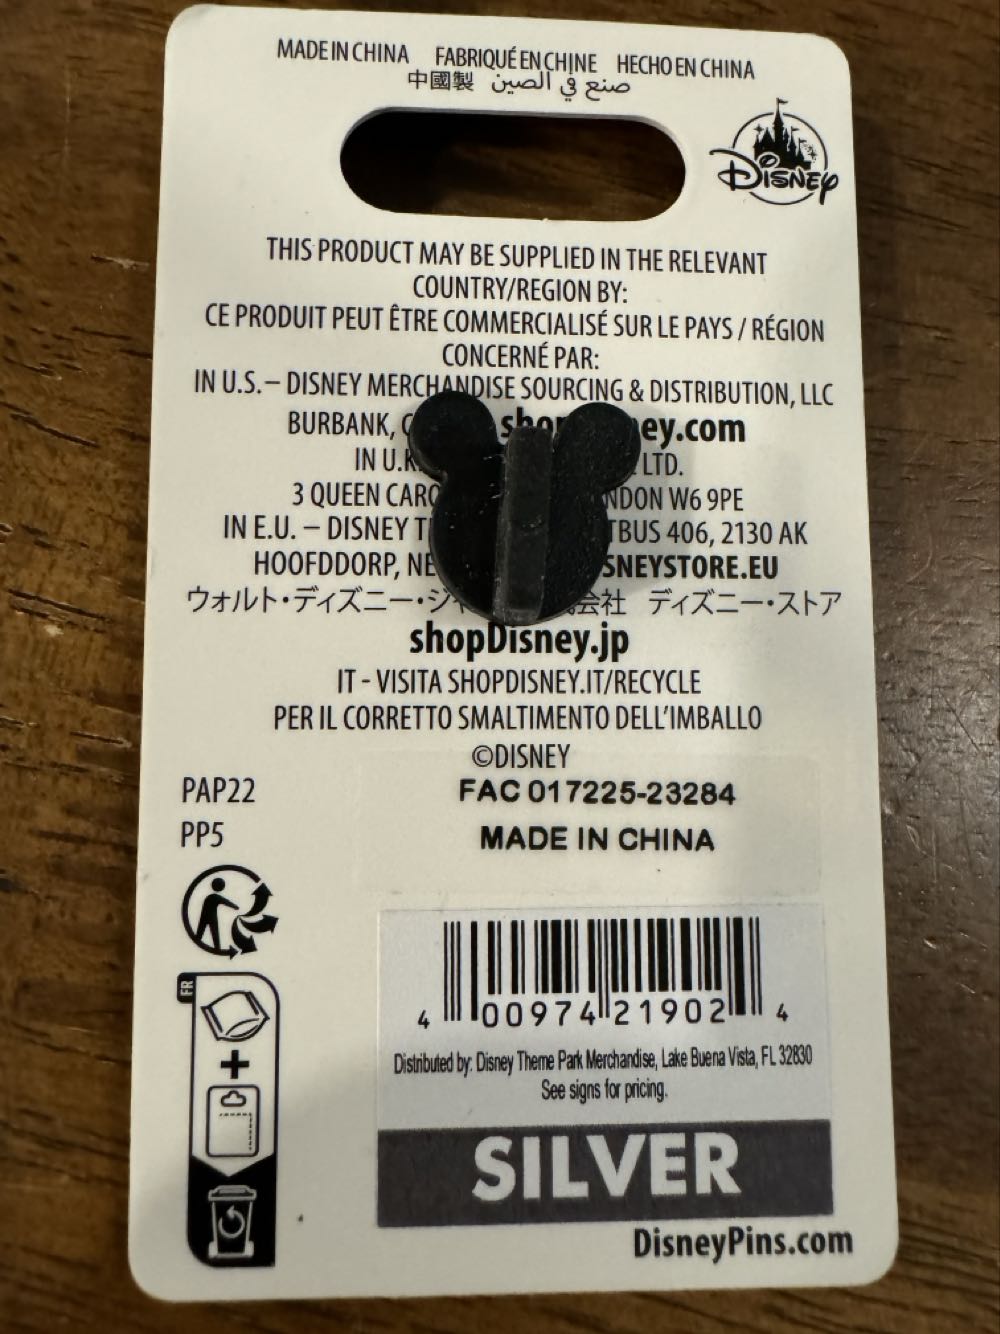 MADE IN CHINA FABRIQUÉ EN CHINE HECHO EN CHINA
中國製 صنع في الصين
DISNEY
THIS PRODUCT MAY BE SUPPLIED IN THE RELEVANT
COUNTRY/REGION BY:
CE PRODUIT PEUT ÊTRE COMMERCIALISÉ SUR LE PAYS / RÉGION
CONCERNÉ PAR:
IN U.S. – DISNEY MERCHANDISE SOURCING & DISTRIBUTION, LLC
BURBANK, ey.com
IN U.K. LTD.
3 QUEEN W6 9PE
IN E.U. – DISNEY 406, 2130 AK
HOOFDDORP, SNEYSTORE.EU
ウォルト・ディズニー・ジャ 会社 ディズニー・ストア
shopDisney.jp
IT - VISITA SHOPDISNEY.IT/RECYCLE
PER IL CORRETTO SMALTIMENTO DELL'IMBALLO
©DISNEY
PAP22
PP5
FAC 017225-23284
MADE IN CHINA
FR
4 00974 21902 4
Distributed by: Disney Theme Park Merchandise, Lake Buena Vista, FL 32830
See signs for pricing.
SILVER
DisneyPins.com